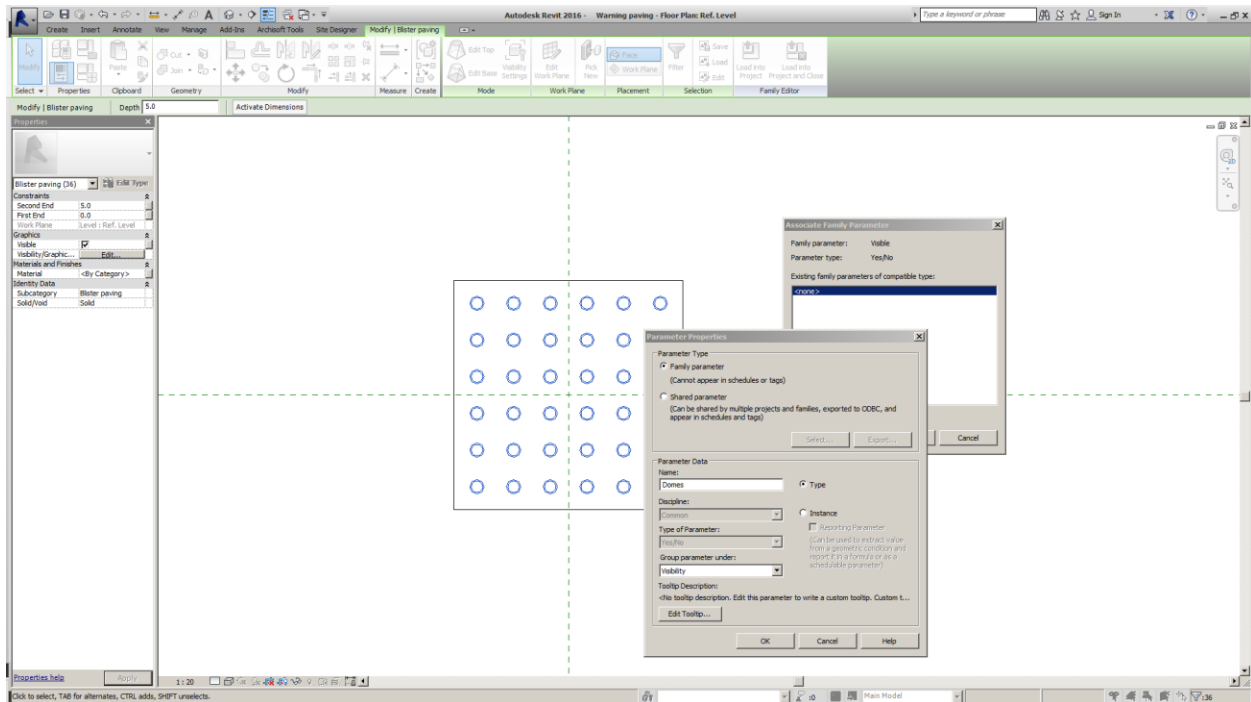 Autodesk Revit 2016 - Warning paving - Floor Plan: Ref. Level
Type a keyword or phrase
Sign In
Create Insert Annotate View Manage Add-Ins Archisoft Tools Site Designer Modify | Blister paving
Modify
Paste
Cut
Join
Edit Top
Edit Base
Visibility Settings
Edit Work Plane
Pick New
Face
Work Plane
Filter
Save
Load
Edit
Load into Project
Load into Project and Close
Select Properties Clipboard Geometry Modify Measure Create Mode Work Plane Placement Selection Family Editor
Modify | Blister paving Depth 5.0 Activate Dimensions
Properties
Blister paving (36) Edit Type
Constraints
Second End 5.0
First End 0.0
Work Plane Level : Ref. Level
Graphics
Visible
Visibility/Graphic... Edit...
Materials and Finishes
Material <By Category>
Identity Data
Subcategory Blister paving
Solid/Void Solid
Properties help Apply
Associate Family Parameter
Family parameter: Visible
Parameter type: Yes/No
Existing family parameters of compatible type:
<none>
Cancel
Parameter Properties
Parameter Type
Family parameter
(Cannot appear in schedules or tags)
Shared parameter
(Can be shared by multiple projects and families, exported to ODBC, and
appear in schedules and tags)
Select... Export...
Parameter Data
Name:
Domes Type
Discipline:
Common Instance
Reporting Parameter
Type of Parameter:
Yes/No
(Can be used to extract value
from a geometric condition and
report it in a formula or as a
schedulable parameter)
Group parameter under:
Visibility
Tooltip Description:
<No tooltip description. Edit this parameter to write a custom tooltip. Custom t...
Edit Tooltip...
OK Cancel Help
1 : 20
Click to select, TAB for alternates, CTRL adds, SHIFT unselects.
:0 Main Model :36